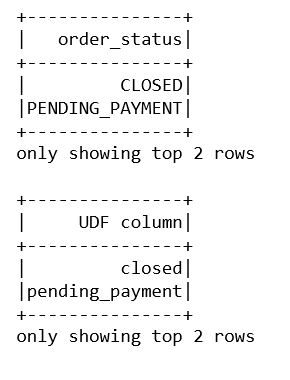 +---------------+
|   order_status|
+---------------+
|         CLOSED|
|PENDING_PAYMENT|
+---------------+
only showing top 2 rows

+---------------+
|     UDF column|
+---------------+
|         closed|
|pending_payment|
+---------------+
only showing top 2 rows